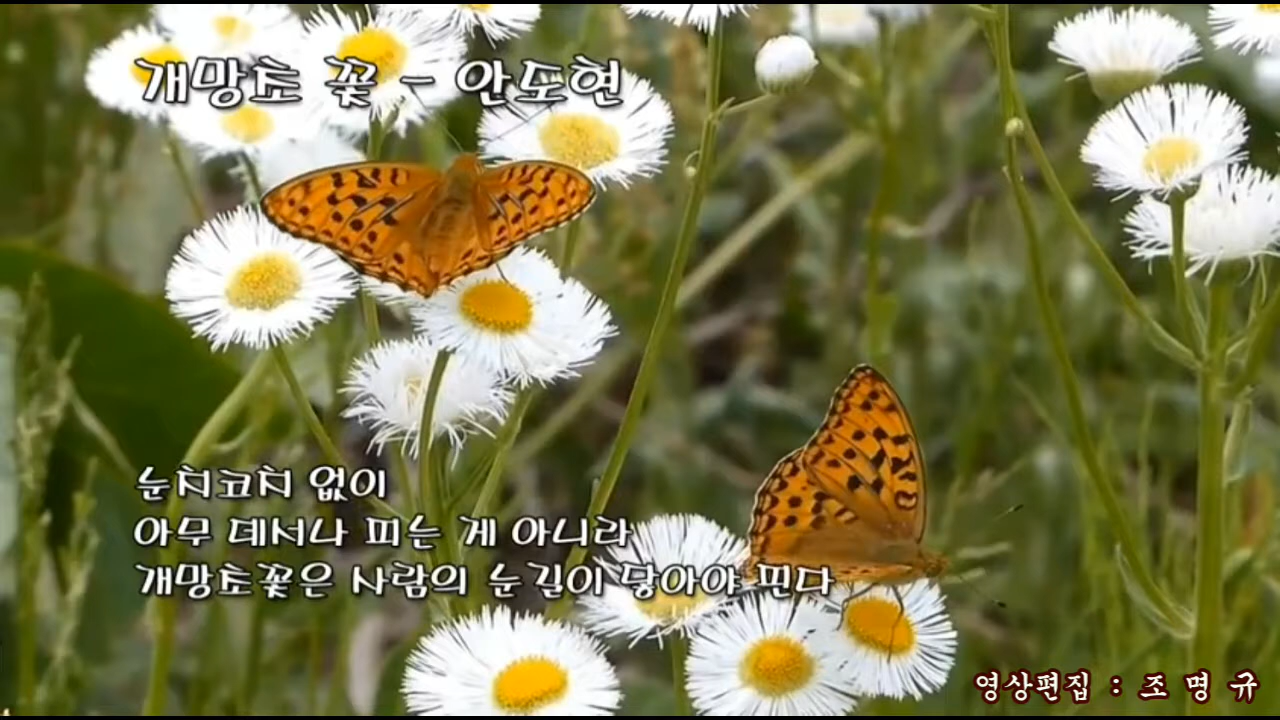 개망초 꽃 - 안도현
눈치코치 없이
아무 데서나 피는 게 아니라
개망초꽃은 사람의 눈길이 닿아야 핀다
영상편집 : 조 명 규